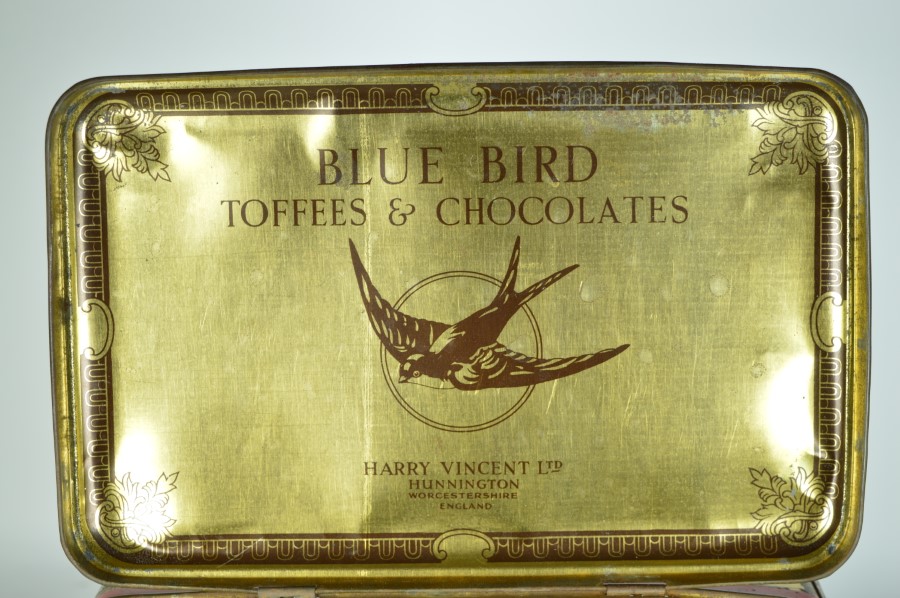 BLUE BIRD
TOFFEES & CHOCOLATES
HARRY VINCENT LTD
HUNNINGTON
WORCESTERSHIRE
ENGLAND